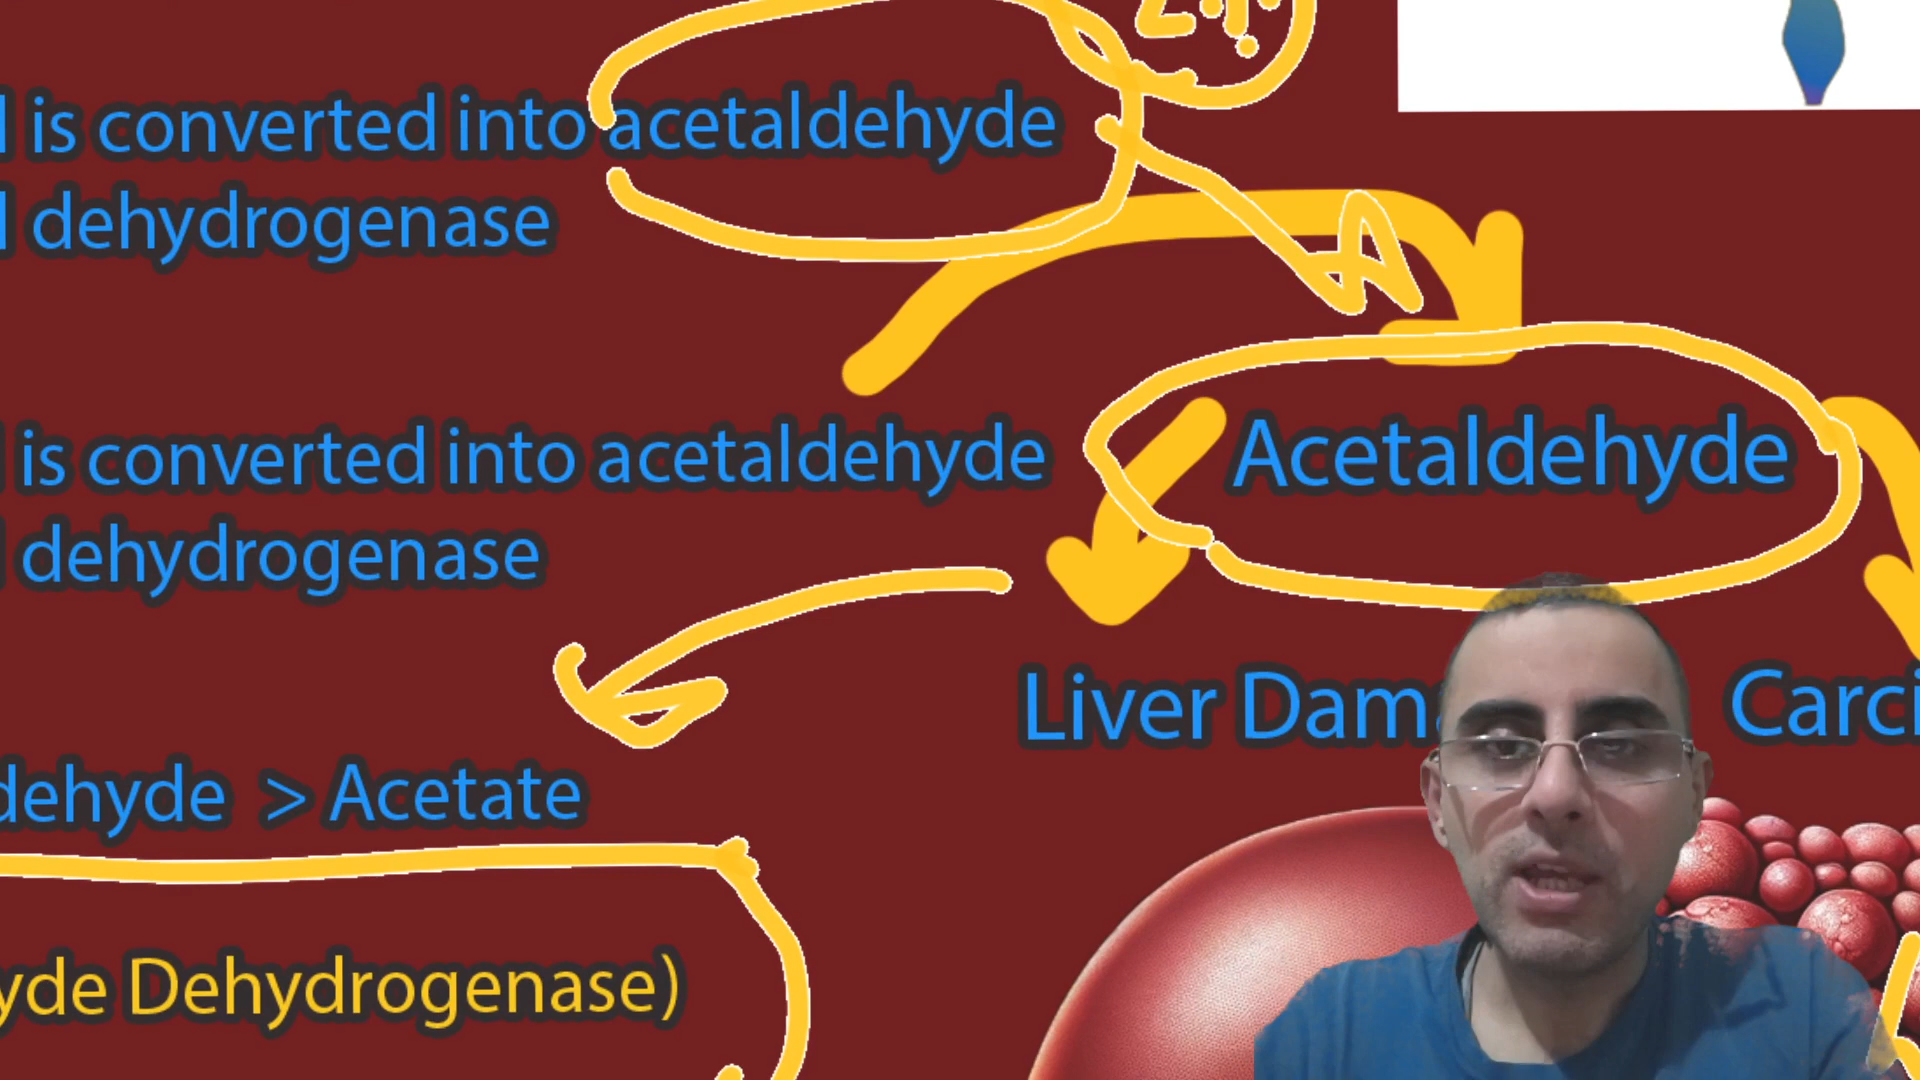 is converted into acetaldehyde
dehydrogenase
is converted into acetaldehyde
Acetaldehyde
dehydrogenase
Liver Dam
Carci
dehyde > Acetate
yde Dehydrogenase)